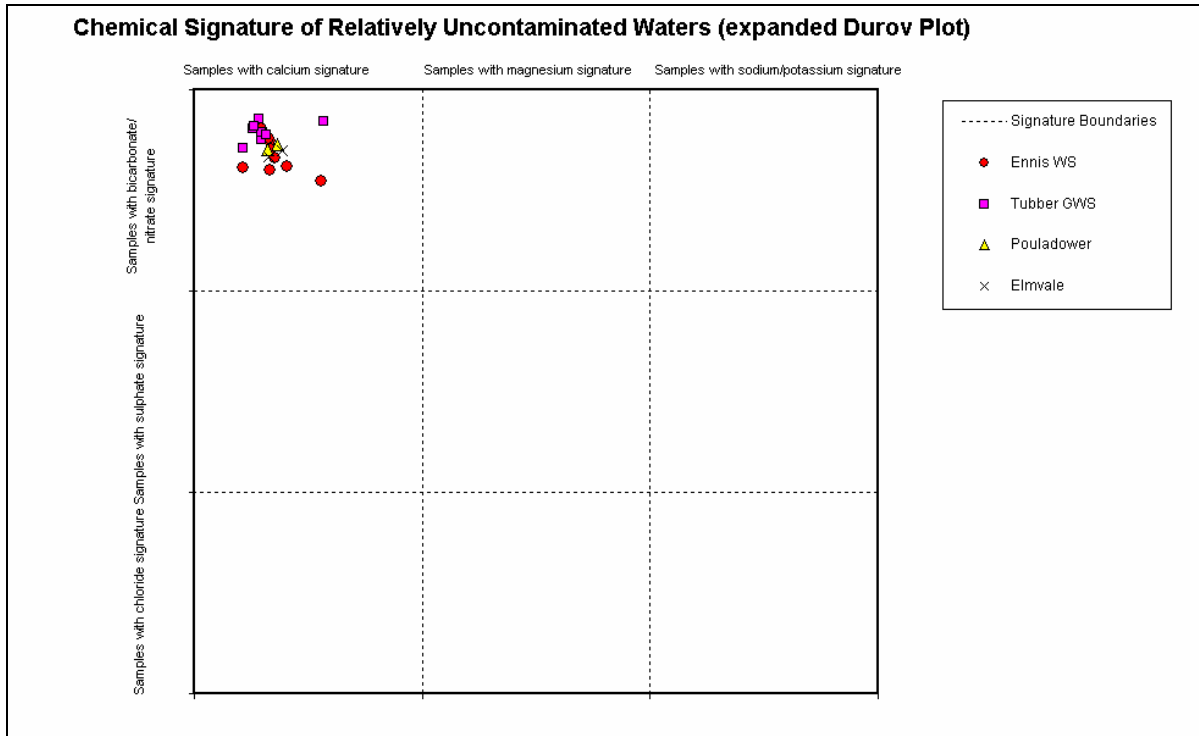 Chemical Signature of Relatively Uncontaminated Waters (expanded Durov Plot)
Samples with calcium signature
Samples with magnesium signature
Samples with sodium/potassium signature
Samples with bicarbonate/
nitrate signature
Samples with sulphate signature
Samples with chloride signature
Signature Boundaries
Ennis WS
Tubber GWS
Pouladower
Elmvale